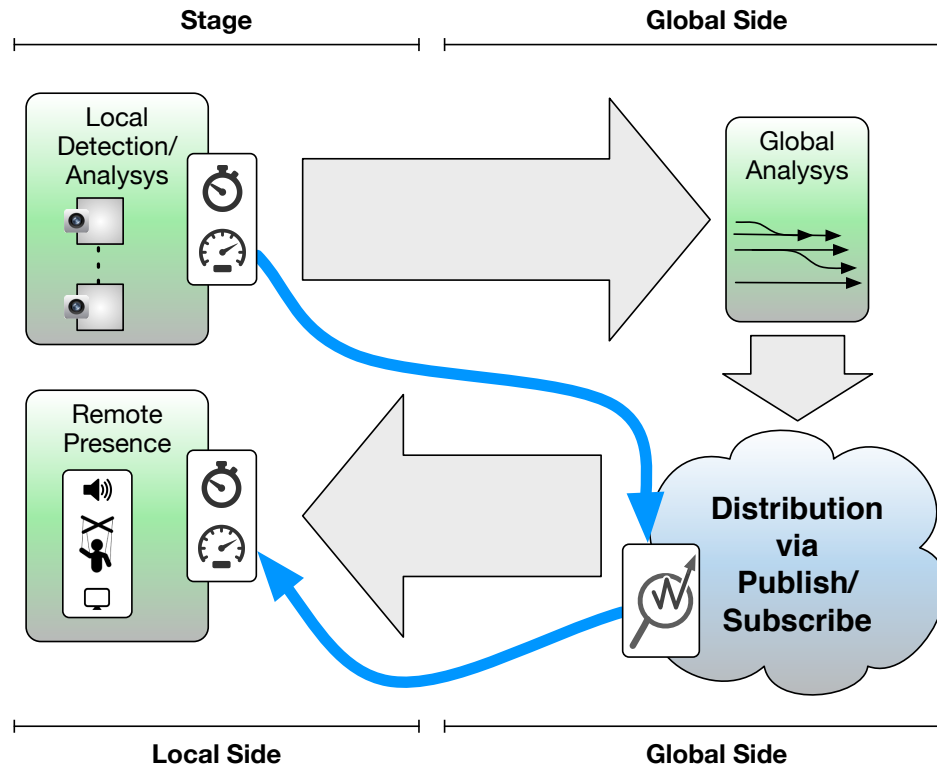 Stage
Global Side
Local
Detection/
Analysys
Global
Analysys
Remote
Presence
Distribution
via
Publish/
Subscribe
Local Side
Global Side